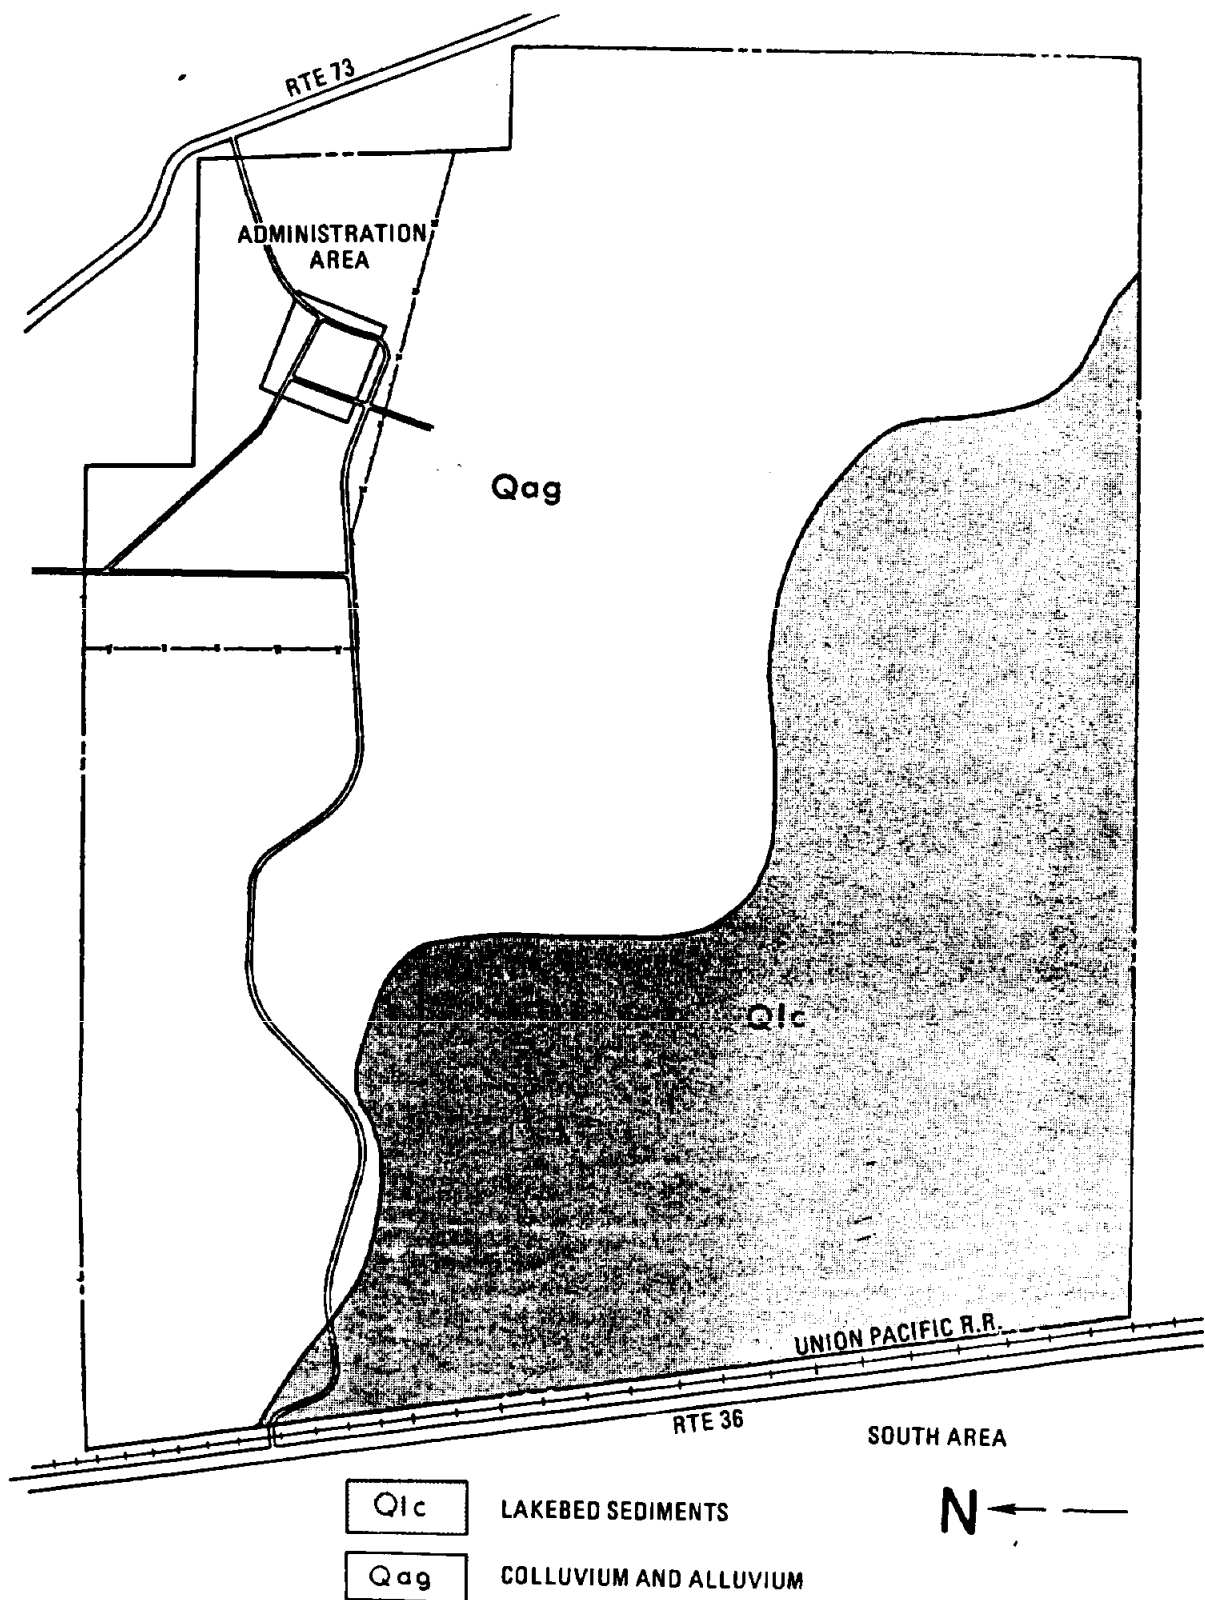 RTE 73
ADMINISTRATION
AREA
Qag
Qlc
UNION PACIFIC R.R.
RTE 36
SOUTH AREA
N
Qlc LAKEBED SEDIMENTS
Qag COLLUVIUM AND ALLUVIUM